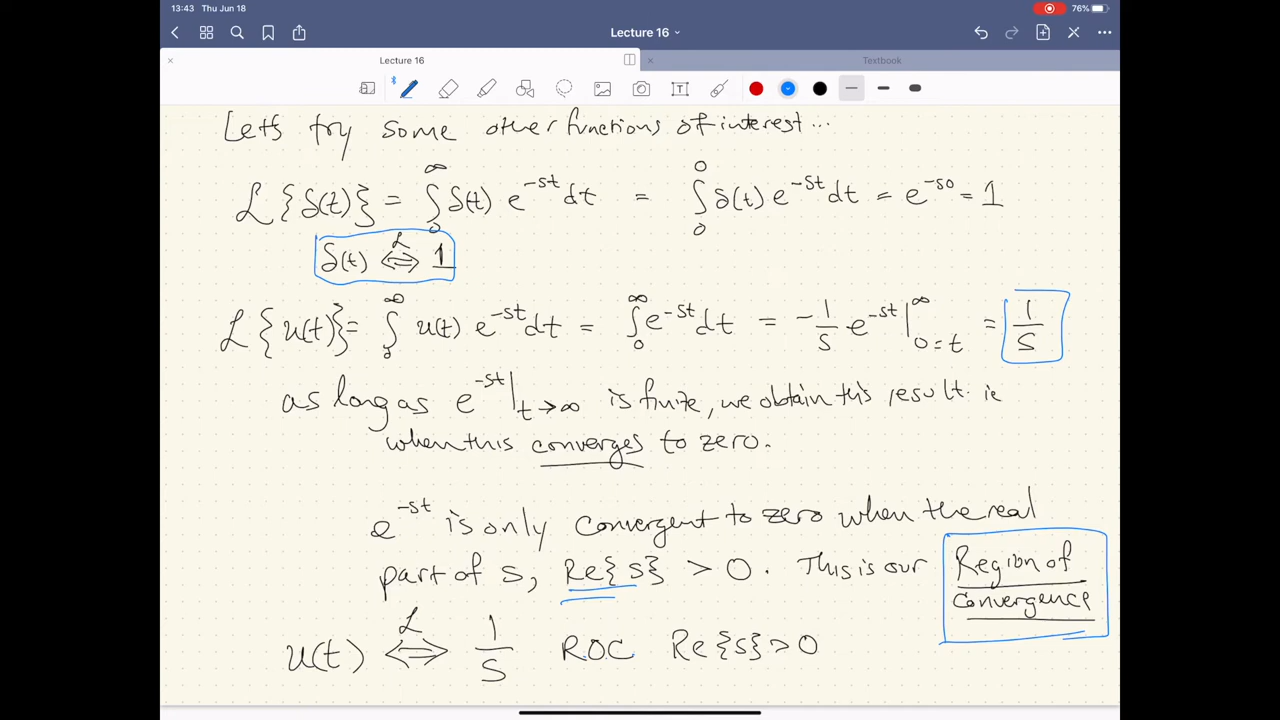 13:43 Thu Jun 18
76%
Lecture 16
Lecture 16
Textbook
Lets try some other functions of interest...
ℒ{δ(t)} = ∫₀^∞ δ(t) e^{-st} dt = ∫₀^0 δ(t) e^{-st} dt = e^{-s0} = 1
δ(t) ⇔^ℒ 1
ℒ{u(t)} = ∫₀^∞ u(t) e^{-st} dt = ∫₀^∞ e^{-st} dt = -1/s e^{-st} |_{0=t}^∞ = 1/s
as long as e^{-st}|_{t→∞} is finite, we obtain this result. ie
when this converges to zero.
e^{-st} is only convergent to zero when the real
part of s, Re{s} > 0. This is our Region of
Convergence
u(t) ⇔^ℒ 1/s ROC Re{s} > 0